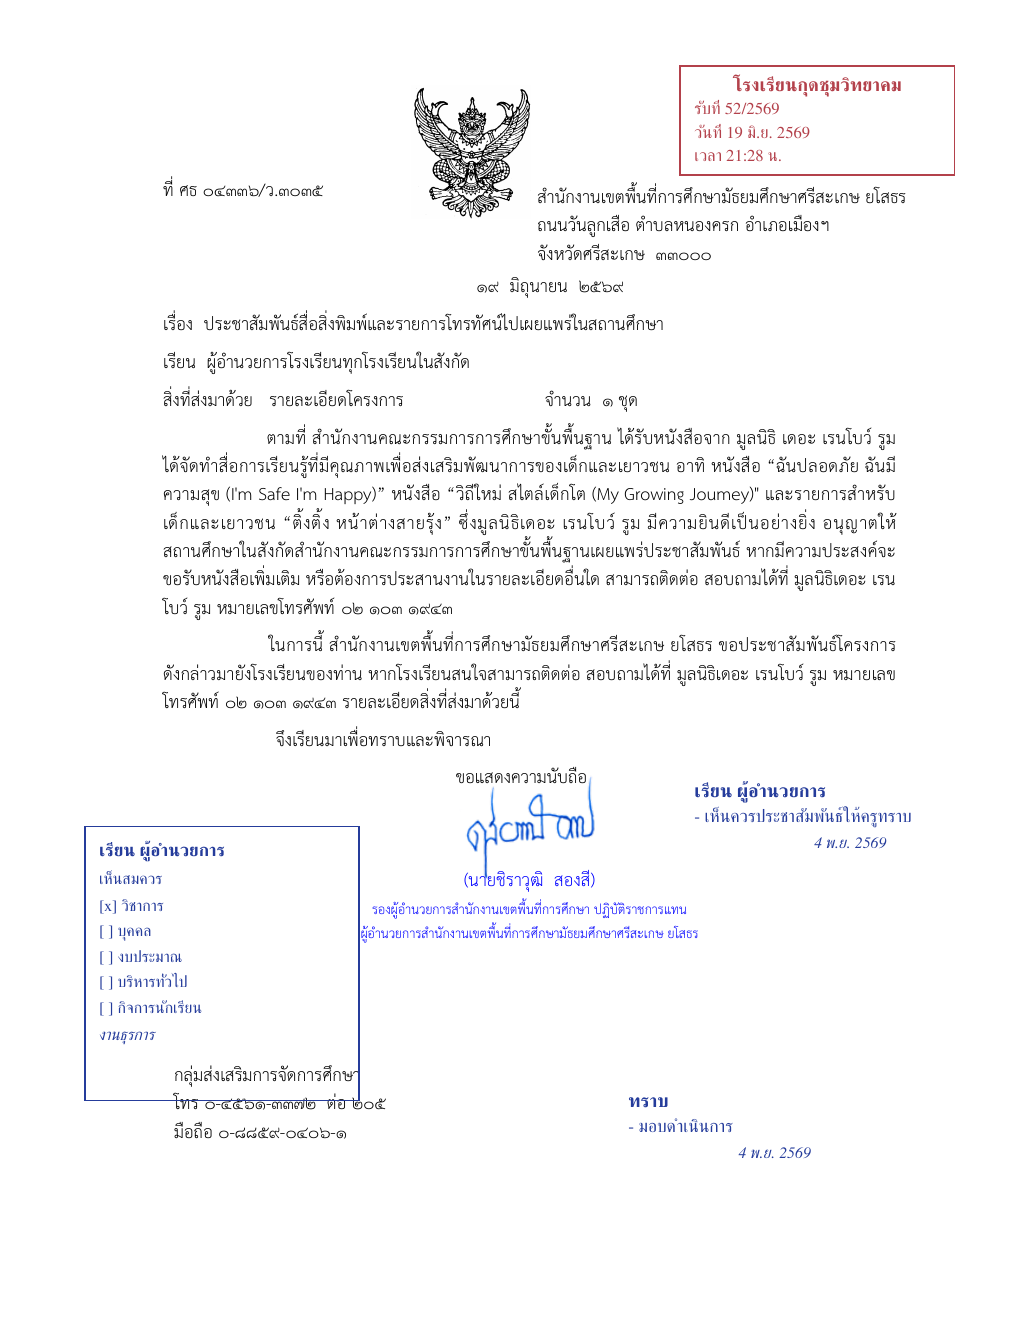 โรงเรียนกุดชุมวิทยาคม
รับที่ 52/2569
วันที่ 19 มิ.ย. 2569
เวลา 21:28 น.
ที่ ศธ ๐๔๓๓๖/ว.๓๐๓๕
สำนักงานเขตพื้นที่การศึกษามัธยมศึกษาศรีสะเกษ ยโสธร
ถนนวันลูกเสือ ตำบลหนองครก อำเภอเมืองฯ
จังหวัดศรีสะเกษ ๓๓๐๐๐
๑๙ มิถุนายน ๒๕๖๙
เรื่อง ประชาสัมพันธ์สื่อสิ่งพิมพ์และรายการโทรทัศน์ไปเผยแพร่ในสถานศึกษา
เรียน ผู้อำนวยการโรงเรียนทุกโรงเรียนในสังกัด
สิ่งที่ส่งมาด้วย รายละเอียดโครงการ จำนวน ๑ ชุด
ตามที่ สำนักงานคณะกรรมการการศึกษาขั้นพื้นฐาน ได้รับหนังสือจาก มูลนิธิ เดอะ เรนโบว์ รูม
ได้จัดทำสื่อการเรียนรู้ที่มีคุณภาพเพื่อส่งเสริมพัฒนาการของเด็กและเยาวชน อาทิ หนังสือ “ฉันปลอดภัย ฉันมี
ความสุข (I'm Safe I'm Happy)” หนังสือ “วิถีใหม่ สไตล์เด็กโต (My Growing Joumey)" และรายการสำหรับ
เด็กและเยาวชน “ติ้งติ้ง หน้าต่างสายรุ้ง” ซึ่งมูลนิธิเดอะ เรนโบว์ รูม มีความยินดีเป็นอย่างยิ่ง อนุญาตให้
สถานศึกษาในสังกัดสำนักงานคณะกรรมการการศึกษาขั้นพื้นฐานเผยแพร่ประชาสัมพันธ์ หากมีความประสงค์จะ
ขอรับหนังสือเพิ่มเติม หรือต้องการประสานงานในรายละเอียดอื่นใด สามารถติดต่อ สอบถามได้ที่ มูลนิธิเดอะ เรน
โบว์ รูม หมายเลขโทรศัพท์ ๐๒ ๑๐๓ ๑๙๔๓
ในการนี้ สำนักงานเขตพื้นที่การศึกษามัธยมศึกษาศรีสะเกษ ยโสธร ขอประชาสัมพันธ์โครงการ
ดังกล่าวมายังโรงเรียนของท่าน หากโรงเรียนสนใจสามารถติดต่อ สอบถามได้ที่ มูลนิธิเดอะ เรนโบว์ รูม หมายเลข
โทรศัพท์ ๐๒ ๑๐๓ ๑๙๔๓ รายละเอียดสิ่งที่ส่งมาด้วยนี้
จึงเรียนมาเพื่อทราบและพิจารณา
ขอแสดงความนับถือ
(นายชิราวุฒิ สองสี)
รองผู้อำนวยการสำนักงานเขตพื้นที่การศึกษา ปฏิบัติราชการแทน
ผู้อำนวยการสำนักงานเขตพื้นที่การศึกษามัธยมศึกษาศรีสะเกษ ยโสธร
เรียน ผู้อำนวยการ
- เห็นควรประชาสัมพันธ์ให้ครูทราบ
4 พ.ย. 2569
เรียน ผู้อำนวยการ
เห็นสมควร
[x] วิชาการ
[ ] บุคคล
[ ] งบประมาณ
[ ] บริหารทั่วไป
[ ] กิจการนักเรียน
งานธุรการ
กลุ่มส่งเสริมการจัดการศึกษา
โทร ๐-๔๕๖๑-๓๓๗๒ ต่อ ๒๐๕
มือถือ ๐-๘๘๕๙-๐๔๐๖-๑
ทราบ
- มอบดำเนินการ
4 พ.ย. 2569